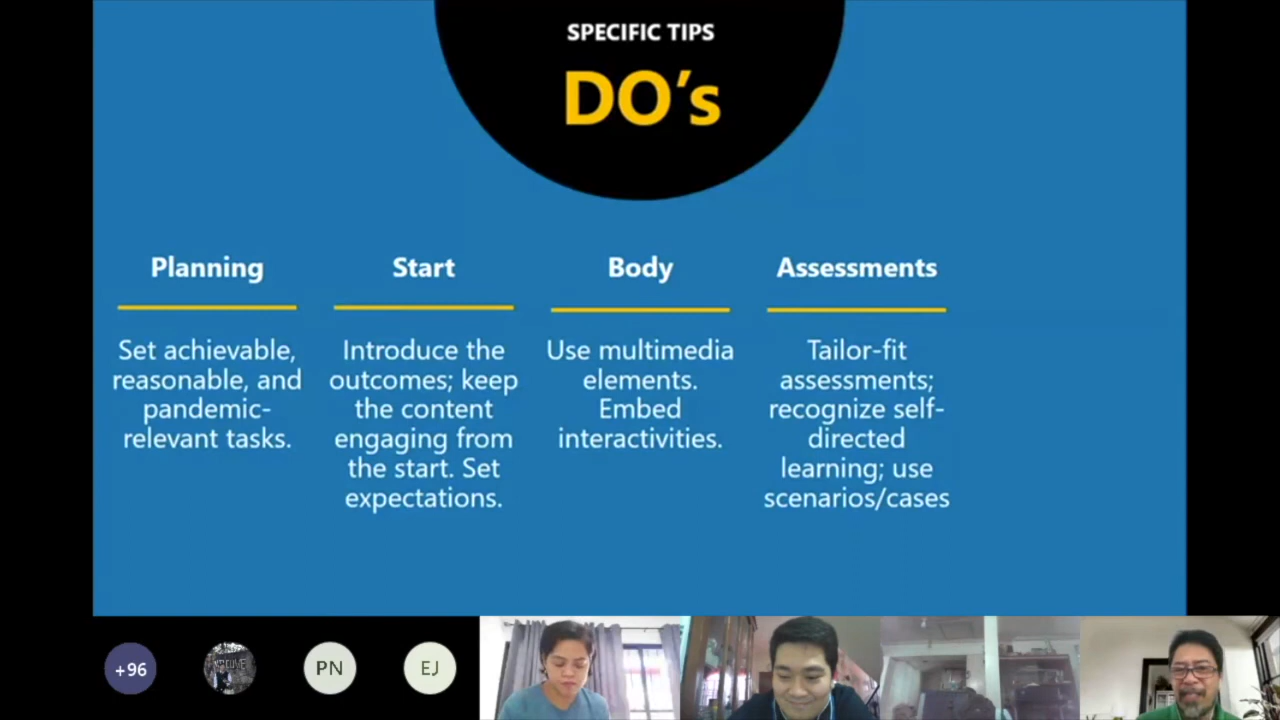 SPECIFIC TIPS
DO's
Planning
Set achievable,
reasonable, and
pandemic-
relevant tasks.
Start
Introduce the
outcomes; keep
the content
engaging from
the start. Set
expectations.
Body
Use multimedia
elements.
Embed
interactivities.
Assessments
Tailor-fit
assessments;
recognize self-
directed
learning; use
scenarios/cases
+96
PN
EJ